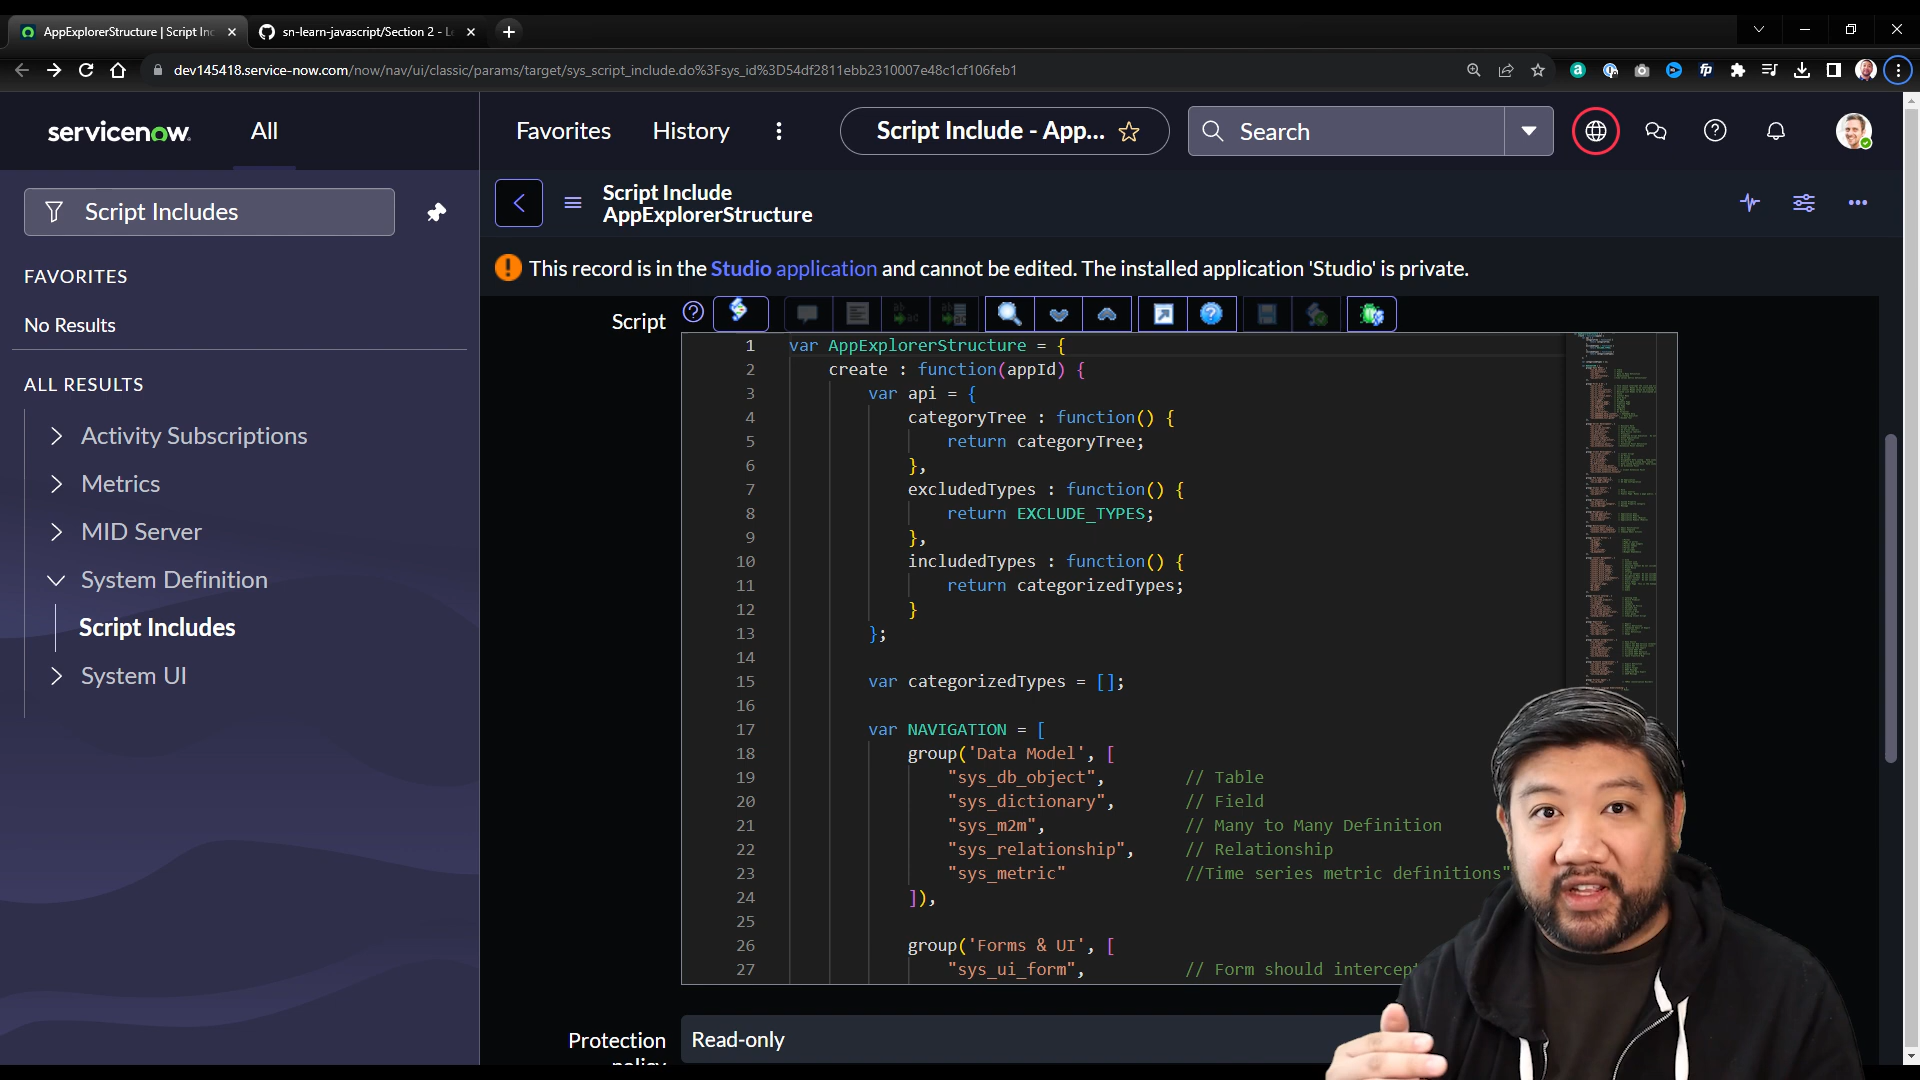 AppExplorerStructure | Script Inc
sn-learn-javascript/Section 2 - L
dev145418.service-now.com/now/nav/ui/classic/params/target/sys_script_include.do%3Fsys_id%3D54df2811ebb2310007e48c1cf106feb1
servicenow
All
Favorites
History
Script Include - App...
Search
Script Includes
FAVORITES
No Results
ALL RESULTS
Activity Subscriptions
Metrics
MID Server
System Definition
Script Includes
System UI
Script Include
AppExplorerStructure
This record is in the Studio application and cannot be edited. The installed application 'Studio' is private.
Script
1 var AppExplorerStructure = {
2 create : function(appId) {
3 var api = {
4 categoryTree : function() {
5 return categoryTree;
6 },
7 excludedTypes : function() {
8 return EXCLUDE_TYPES;
9 },
10 includedTypes : function() {
11 return categorizedTypes;
12 }
13 };
14
15 var categorizedTypes = [];
16
17 var NAVIGATION = [
18 group('Data Model', [
19 "sys_db_object", // Table
20 "sys_dictionary", // Field
21 "sys_m2m", // Many to Many Definition
22 "sys_relationship", // Relationship
23 "sys_metric" //Time series metric definitions"
24 ]),
25
26 group('Forms & UI', [
27 "sys_ui_form", // Form should intercep
Protection
Read-only